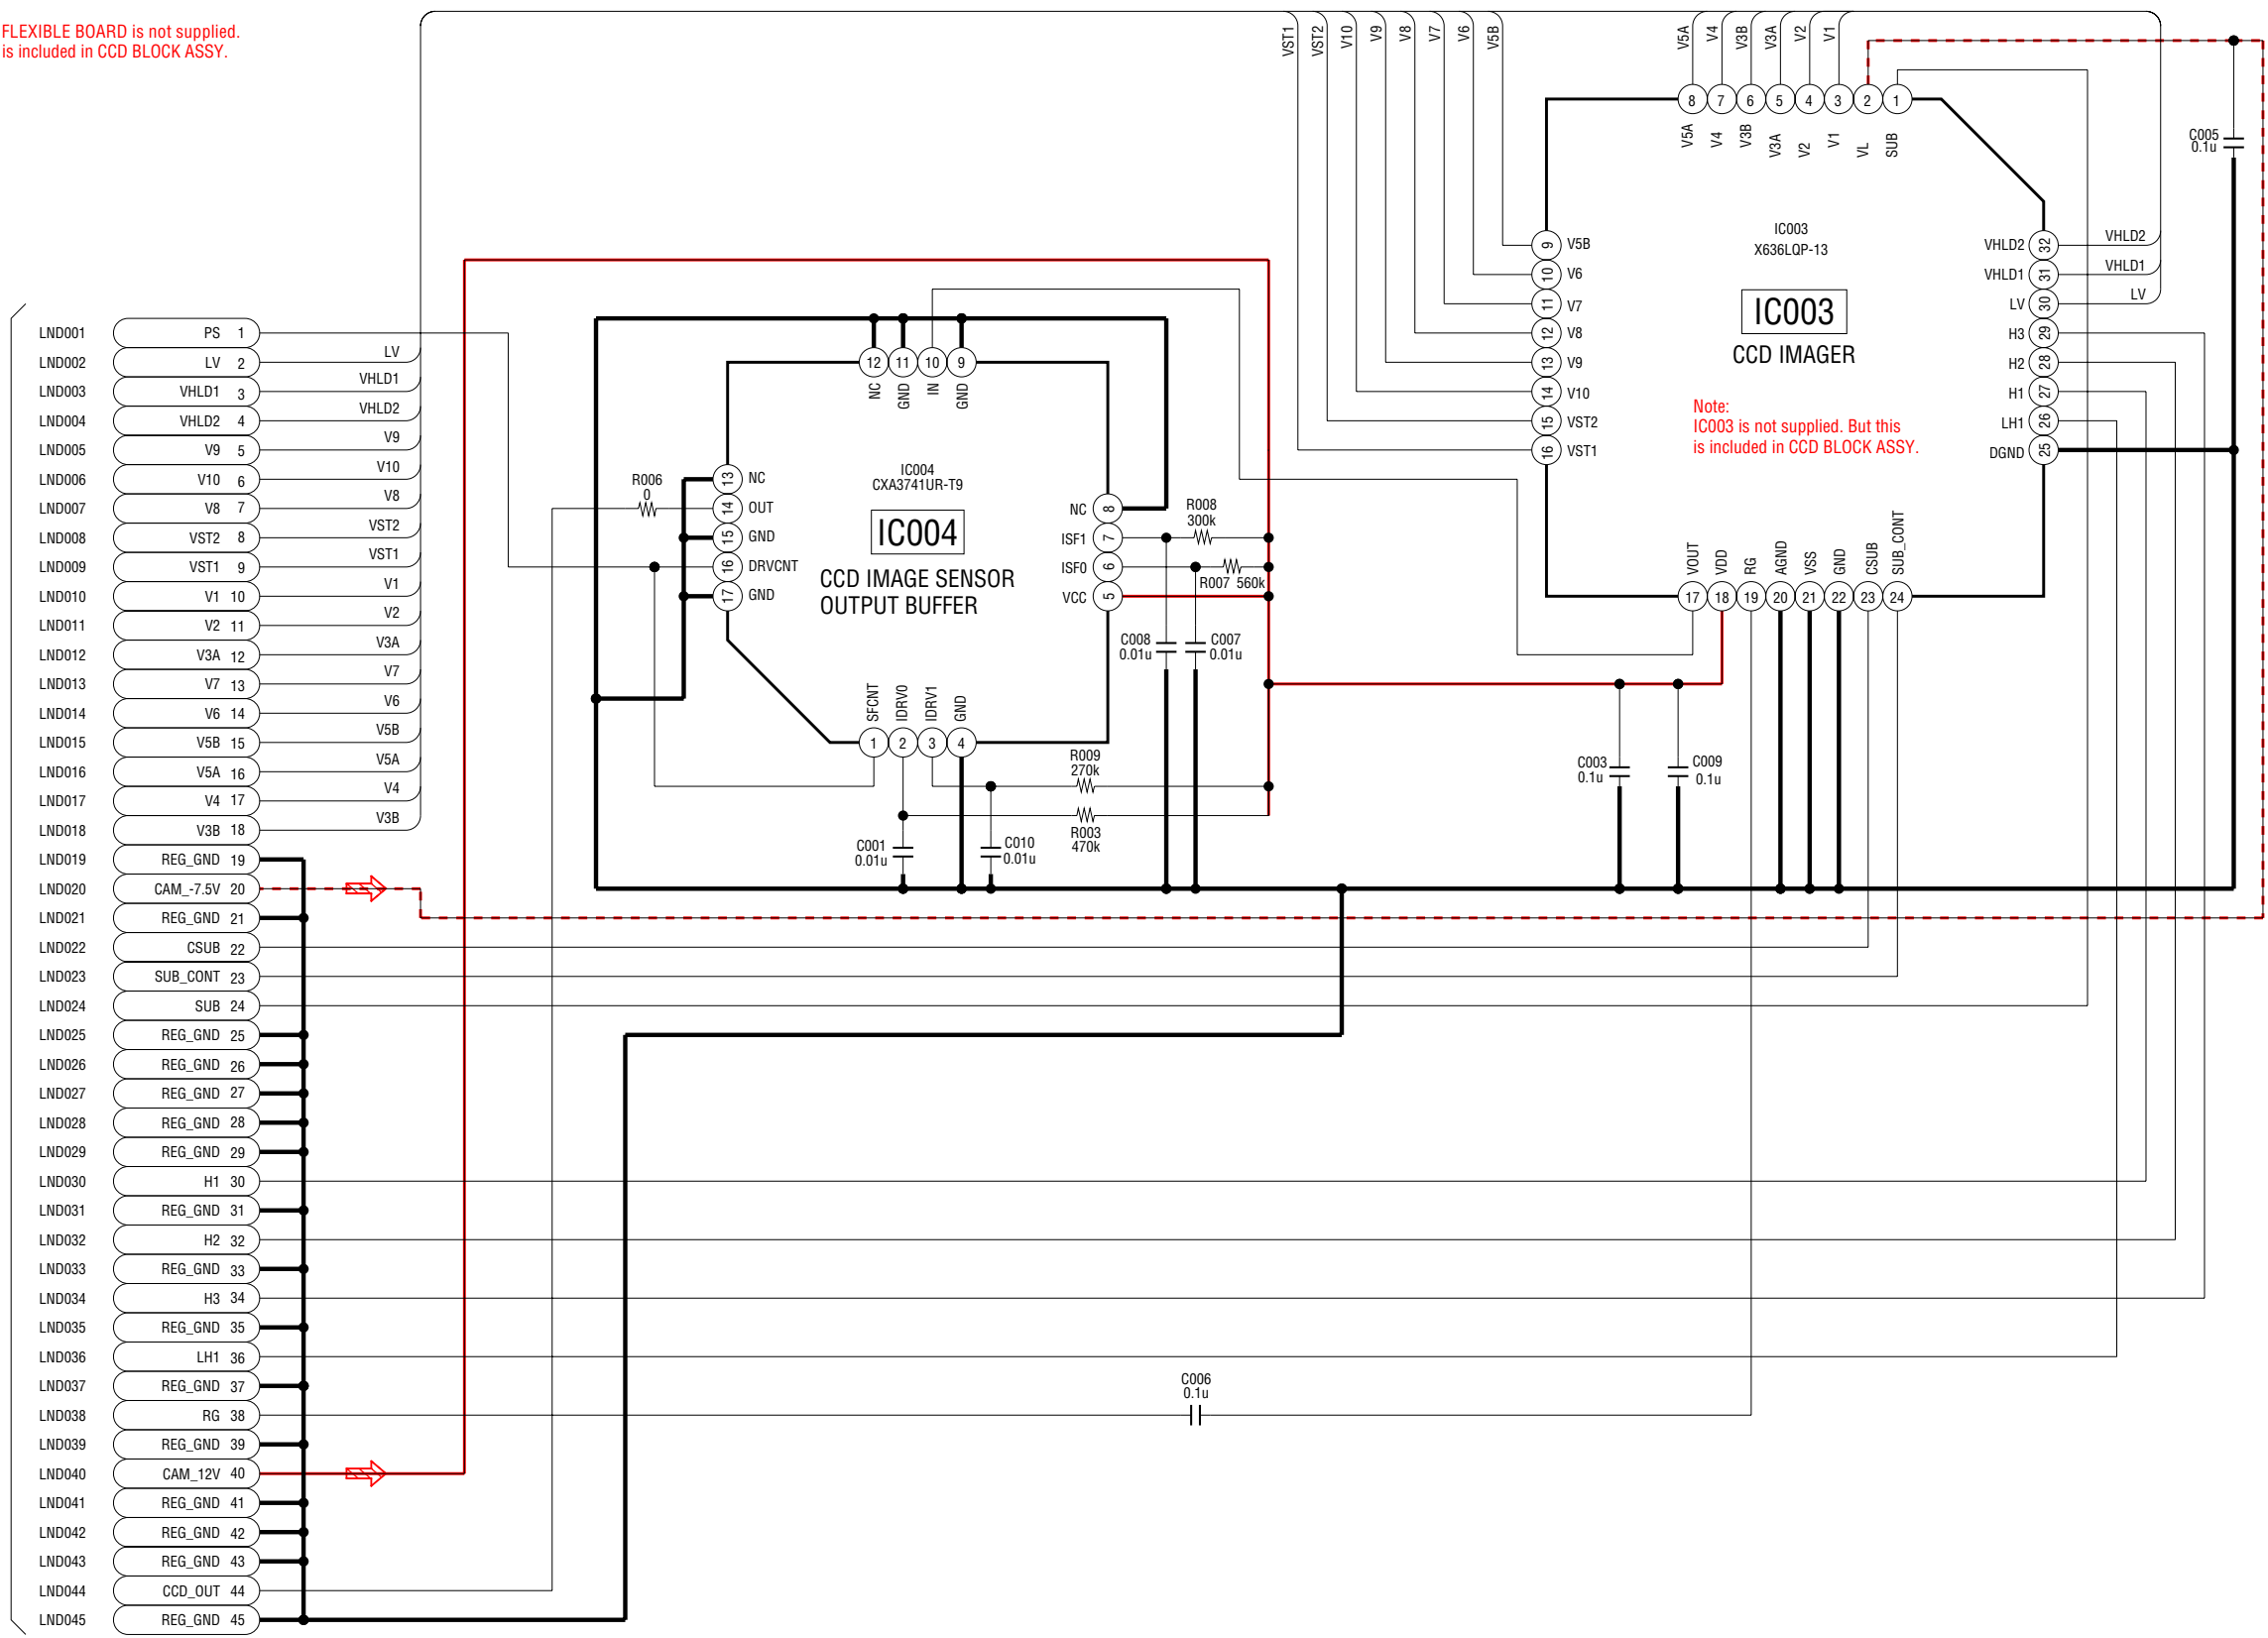 FLEXIBLE BOARD is not supplied.
is included in CCD BLOCK ASSY.
VST1
VST2
V10
V9
V8
V7
V6
V5B
V5A
V4
V3B
V3A
V2
V1
8 7 6 5 4 3 2 1
V5A
V4
V3B
V3A
V2
V1
VL
SUB
C005
0.1u
IC003
X636LQP-13
IC003
CCD IMAGER
Note:
IC003 is not supplied. But this
is included in CCD BLOCK ASSY.
9 V5B
10 V6
11 V7
12 V8
13 V9
14 V10
15 VST2
16 VST1
VHLD2 32 VHLD2
VHLD1 31 VHLD1
LV 30 LV
H3 29
H2 28
H1 27
LH1 26
DGND 25
VOUT
VDD
RG
AGND
VSS
GND
CSUB
SUB_CONT
17 18 19 20 21 22 23 24
LND001 PS 1
LND002 LV 2 LV
LND003 VHLD1 3 VHLD1
LND004 VHLD2 4 VHLD2
LND005 V9 5 V9
LND006 V10 6 V10
LND007 V8 7 V8
LND008 VST2 8 VST2
LND009 VST1 9 VST1
LND010 V1 10 V1
LND011 V2 11 V2
LND012 V3A 12 V3A
LND013 V7 13 V7
LND014 V6 14 V6
LND015 V5B 15 V5B
LND016 V5A 16 V5A
LND017 V4 17 V4
LND018 V3B 18 V3B
LND019 REG_GND 19
LND020 CAM_-7.5V 20
LND021 REG_GND 21
LND022 CSUB 22
LND023 SUB_CONT 23
LND024 SUB 24
LND025 REG_GND 25
LND026 REG_GND 26
LND027 REG_GND 27
LND028 REG_GND 28
LND029 REG_GND 29
LND030 H1 30
LND031 REG_GND 31
LND032 H2 32
LND033 REG_GND 33
LND034 H3 34
LND035 REG_GND 35
LND036 LH1 36
LND037 REG_GND 37
LND038 RG 38
LND039 REG_GND 39
LND040 CAM_12V 40
LND041 REG_GND 41
LND042 REG_GND 42
LND043 REG_GND 43
LND044 CCD_OUT 44
LND045 REG_GND 45
12 11 10 9
NC
GND
IN
GND
R006
0
13 NC
14 OUT
15 GND
16 DRVCNT
17 GND
IC004
CXA3741UR-T9
IC004
CCD IMAGE SENSOR
OUTPUT BUFFER
NC 8
ISF1 7
ISF0 6
VCC 5
R008
300k
R007 560k
C008
0.01u
C007
0.01u
SFCNT
IDRV0
IDRV1
GND
1 2 3 4
R009
270k
R003
470k
C001
0.01u
C010
0.01u
C003
0.1u
C009
0.1u
C006
0.1u